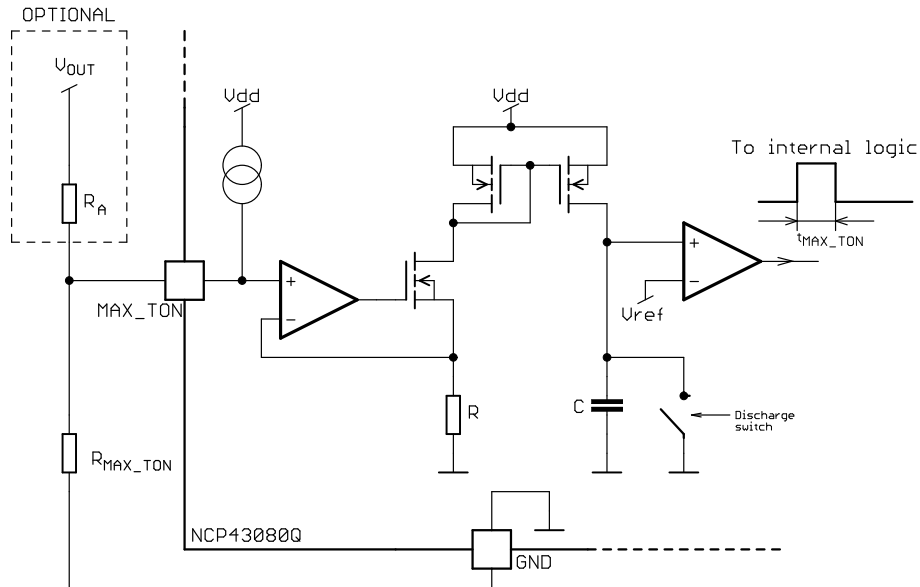 OPTIONAL
VOUT
RA
MAX_TON
RMAX_TON
Vdd
Vdd
+
−
R
+
−
Vref
C
Discharge
switch
To internal logic
tMAX_TON
NCP43080Q
GND